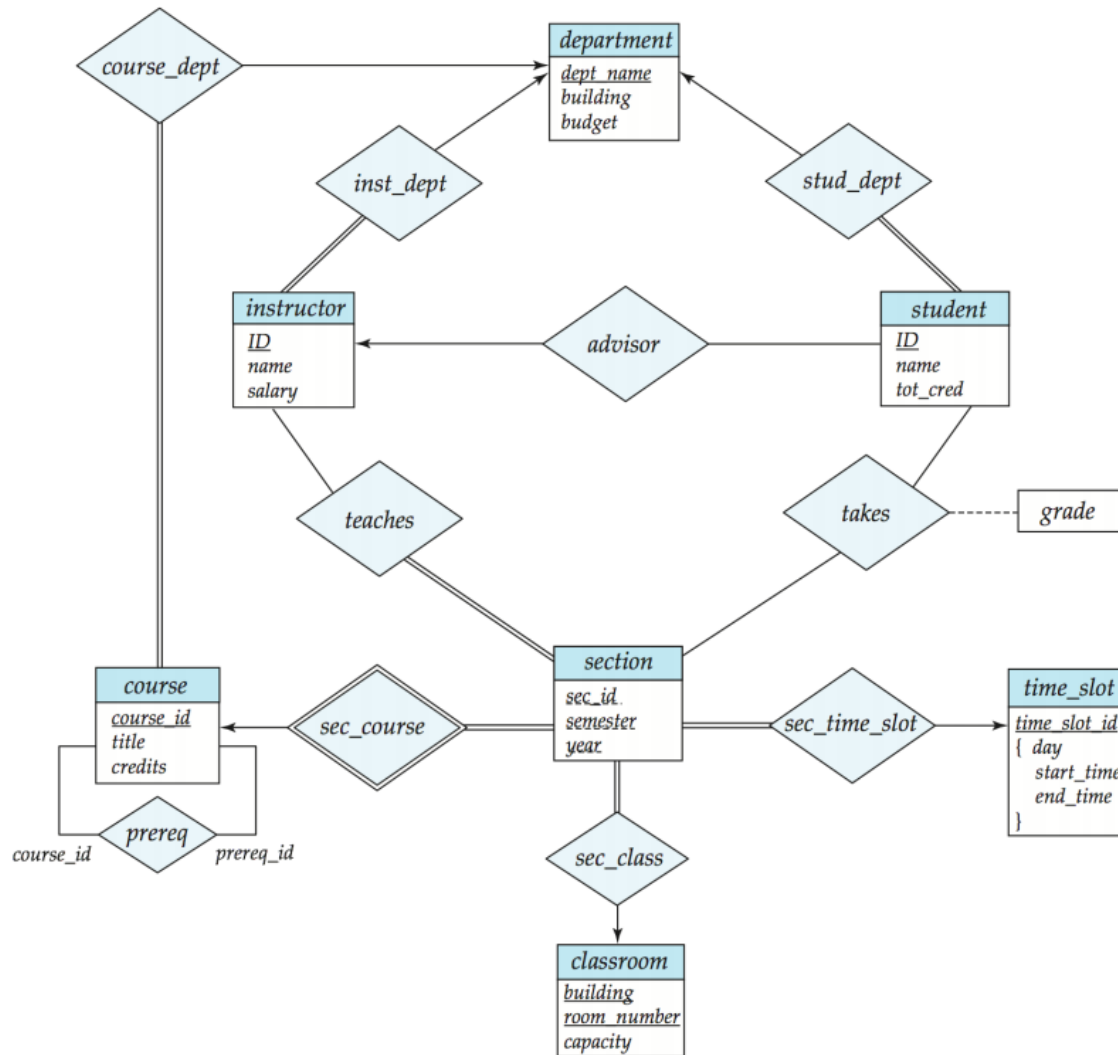 department
course_dept
dept_name
building
budget
inst_dept
stud_dept
instructor
ID
name
salary
advisor
student
ID
name
tot_cred
teaches
takes
grade
course
course_id
title
credits
sec_course
section
sec_id
semester
year
sec_time_slot
time_slot
time_slot_id
{ day
start_time
end_time
}
prereq
course_id
prereq_id
sec_class
classroom
building
room_number
capacity